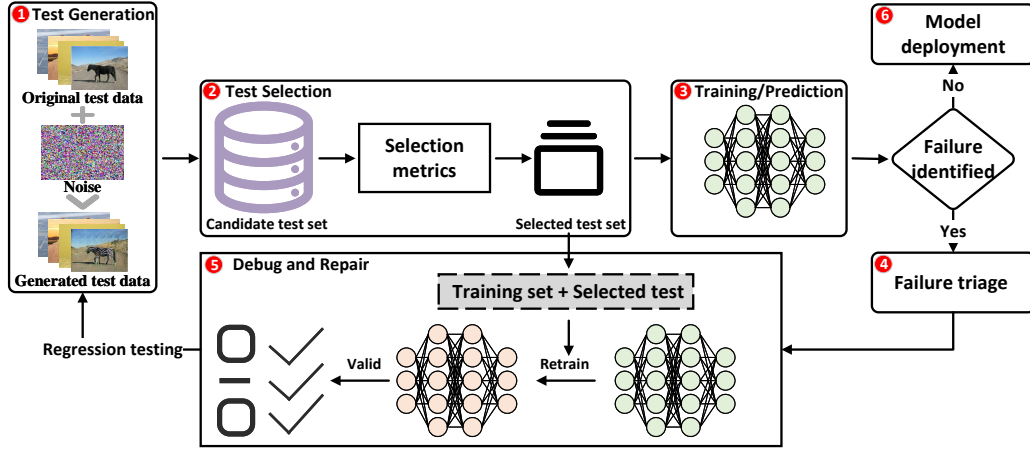 1 Test Generation
Original test data
Noise
Generated test data
2 Test Selection
Candidate test set
Selection
metrics
Selected test set
3 Training/Prediction
6
Model
deployment
No
Failure
identified
Yes
4
Failure triage
5 Debug and Repair
Training set + Selected test
Retrain
Valid
Regression testing